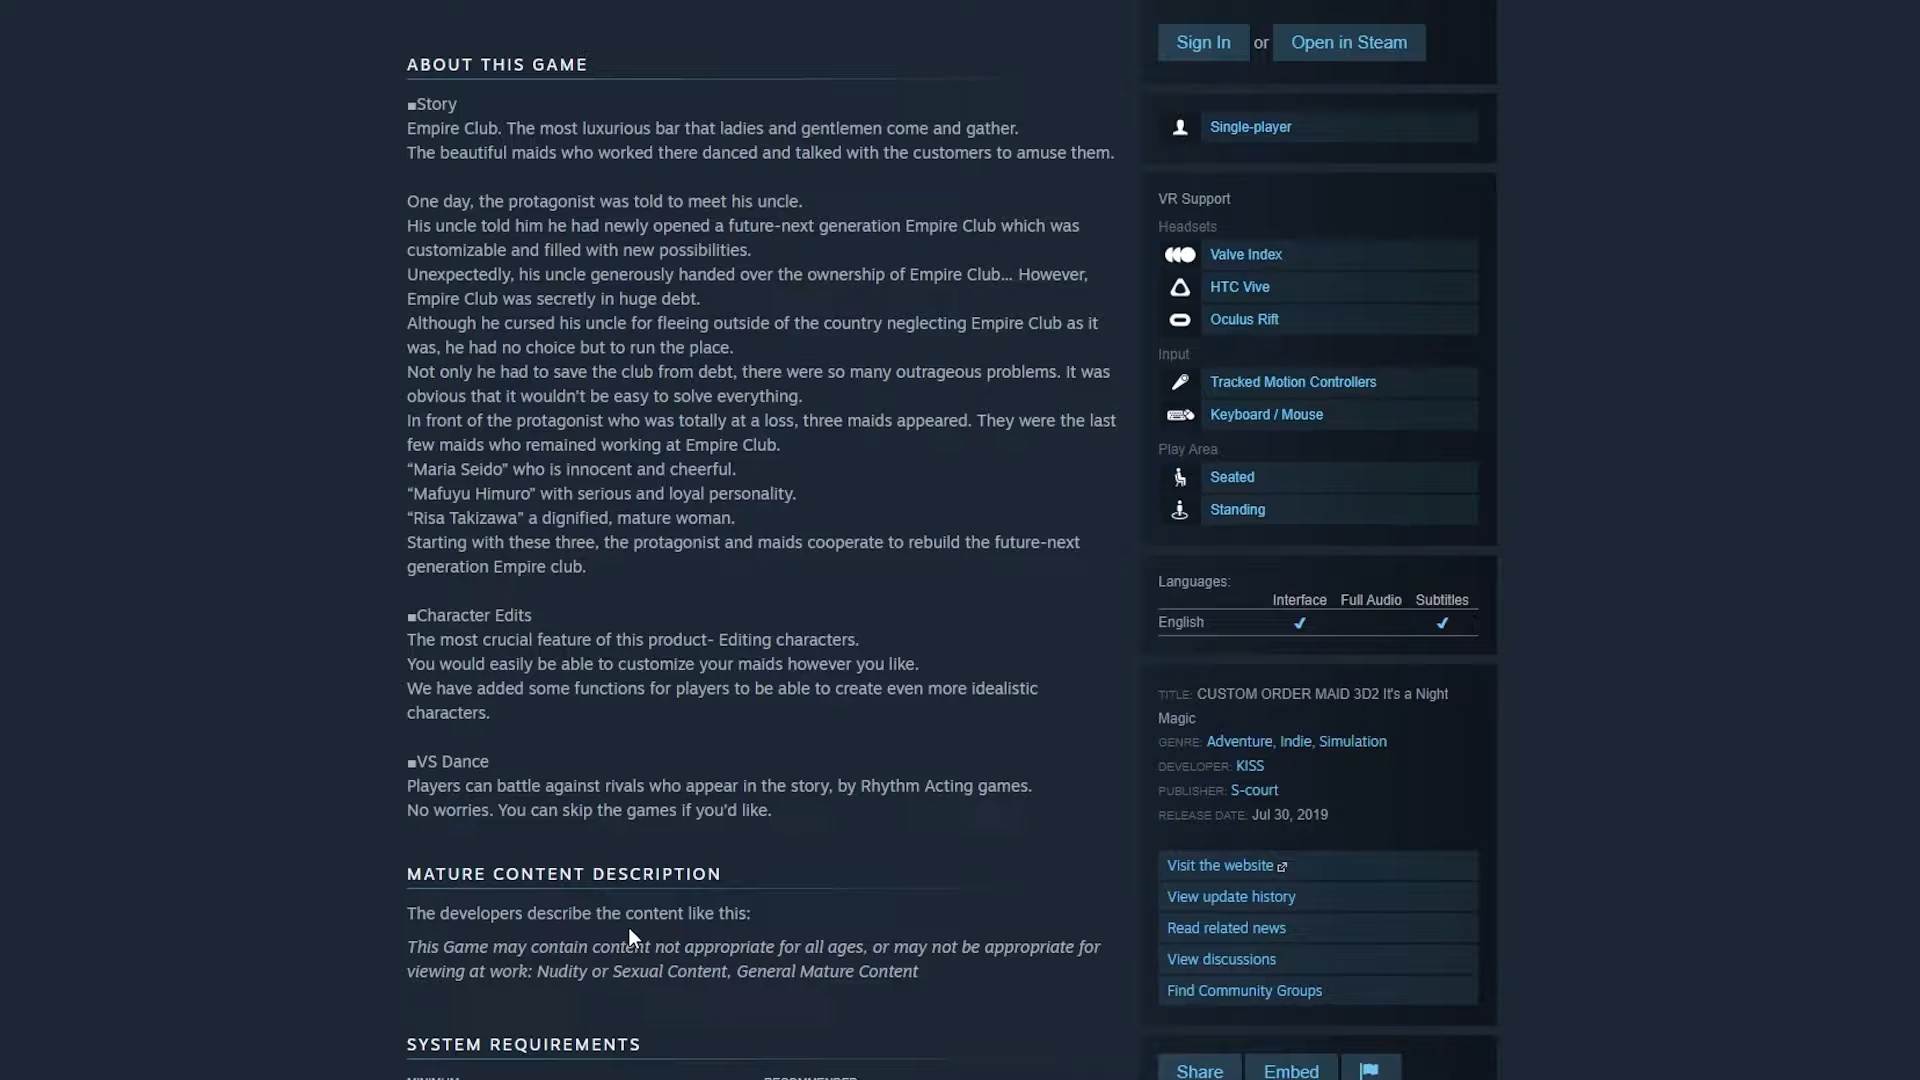 ABOUT THIS GAME
■Story
Empire Club. The most luxurious bar that ladies and gentlemen come and gather.
The beautiful maids who worked there danced and talked with the customers to amuse them.
One day, the protagonist was told to meet his uncle.
His uncle told him he had newly opened a future-next generation Empire Club which was
customizable and filled with new possibilities.
Unexpectedly, his uncle generously handed over the ownership of Empire Club... However,
Empire Club was secretly in huge debt.
Although he cursed his uncle for fleeing outside of the country neglecting Empire Club as it
was, he had no choice but to run the place.
Not only he had to save the club from debt, there were so many outrageous problems. It was
obvious that it wouldn't be easy to solve everything.
In front of the protagonist who was totally at a loss, three maids appeared. They were the last
few maids who remained working at Empire Club.
“Maria Seido” who is innocent and cheerful.
“Mafuyu Himuro” with serious and loyal personality.
“Risa Takizawa” a dignified, mature woman.
Starting with these three, the protagonist and maids cooperate to rebuild the future-next
generation Empire club.
■Character Edits
The most crucial feature of this product- Editing characters.
You would easily be able to customize your maids however you like.
We have added some functions for players to be able to create even more idealistic
characters.
■VS Dance
Players can battle against rivals who appear in the story, by Rhythm Acting games.
No worries. You can skip the games if you'd like.
MATURE CONTENT DESCRIPTION
The developers describe the content like this:
This Game may contain content not appropriate for all ages, or may not be appropriate for
viewing at work: Nudity or Sexual Content, General Mature Content
SYSTEM REQUIREMENTS
Sign In or Open in Steam
Single-player
VR Support
Headsets
Valve Index
HTC Vive
Oculus Rift
Input
Tracked Motion Controllers
Keyboard / Mouse
Play Area
Seated
Standing
Languages:
Interface Full Audio Subtitles
English ✔ ✔
TITLE: CUSTOM ORDER MAID 3D2 It's a Night
Magic
GENRE: Adventure, Indie, Simulation
DEVELOPER: KISS
PUBLISHER: S-court
RELEASE DATE: Jul 30, 2019
Visit the website
View update history
Read related news
View discussions
Find Community Groups
Share Embed